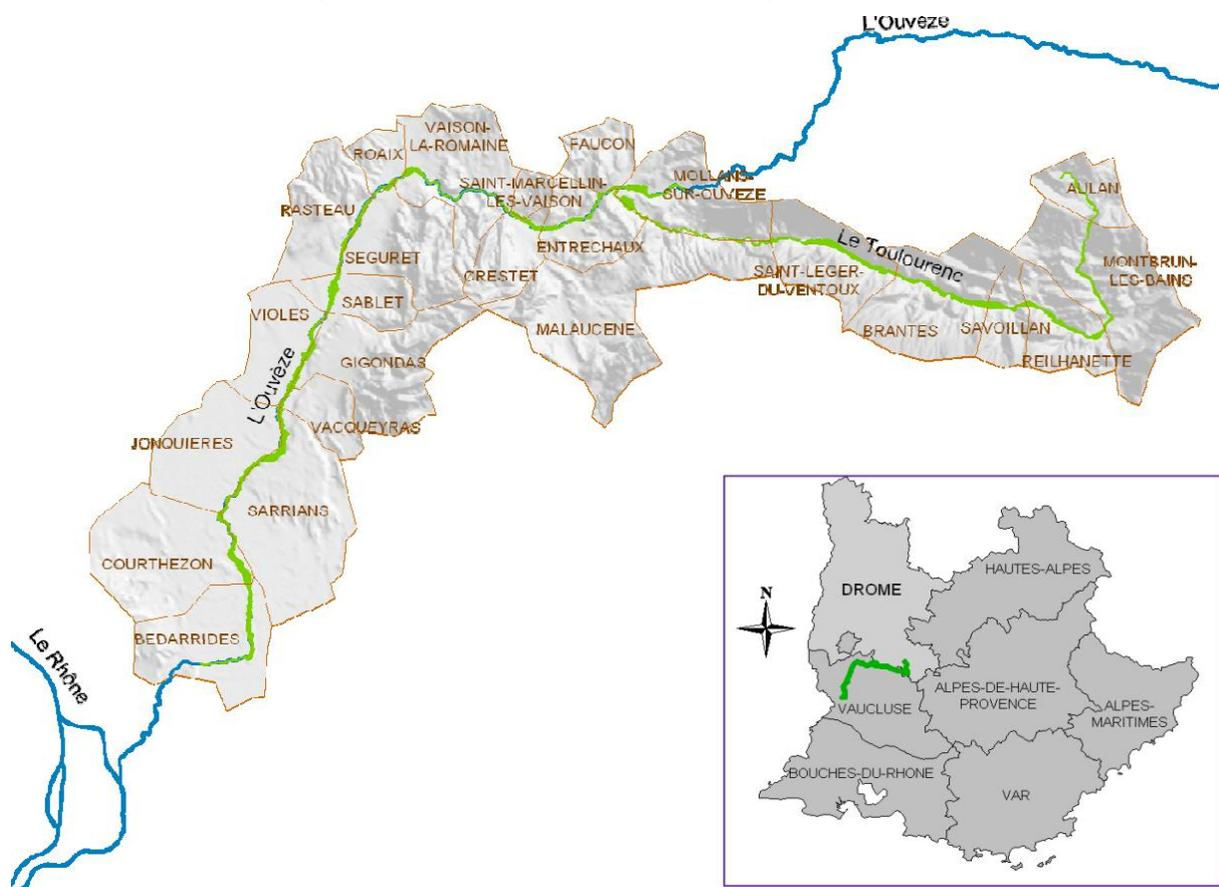 L'Ouvèze
VAISON-
LA-ROMAINE
FAUCON
ROAIX
MOLLANS-
SUR-OUVEZE
SAINT-MARCELLIN-
LES-VAISON
AULAN
RASTEAU
ENTRECHAUX
Le Toulourenc
SEGURET
CRESTET
SAINT-LEGER-
DU-VENTOUX
MONTBRUN-
LES-BAINS
SABLET
VIOLES
MALAUCENE
BRANTES
SAVOILLAN
REILHANETTE
GIGONDAS
L'Ouvèze
VACQUEYRAS
JONQUIERES
SARRIANS
COURTHEZON
BEDARRIDES
Le Rhône
N
DROME
HAUTES-ALPES
VAUCLUSE
ALPES-DE-HAUTE-
PROVENCE
ALPES-
MARITIMES
BOUCHES-DU-RHONE
VAR